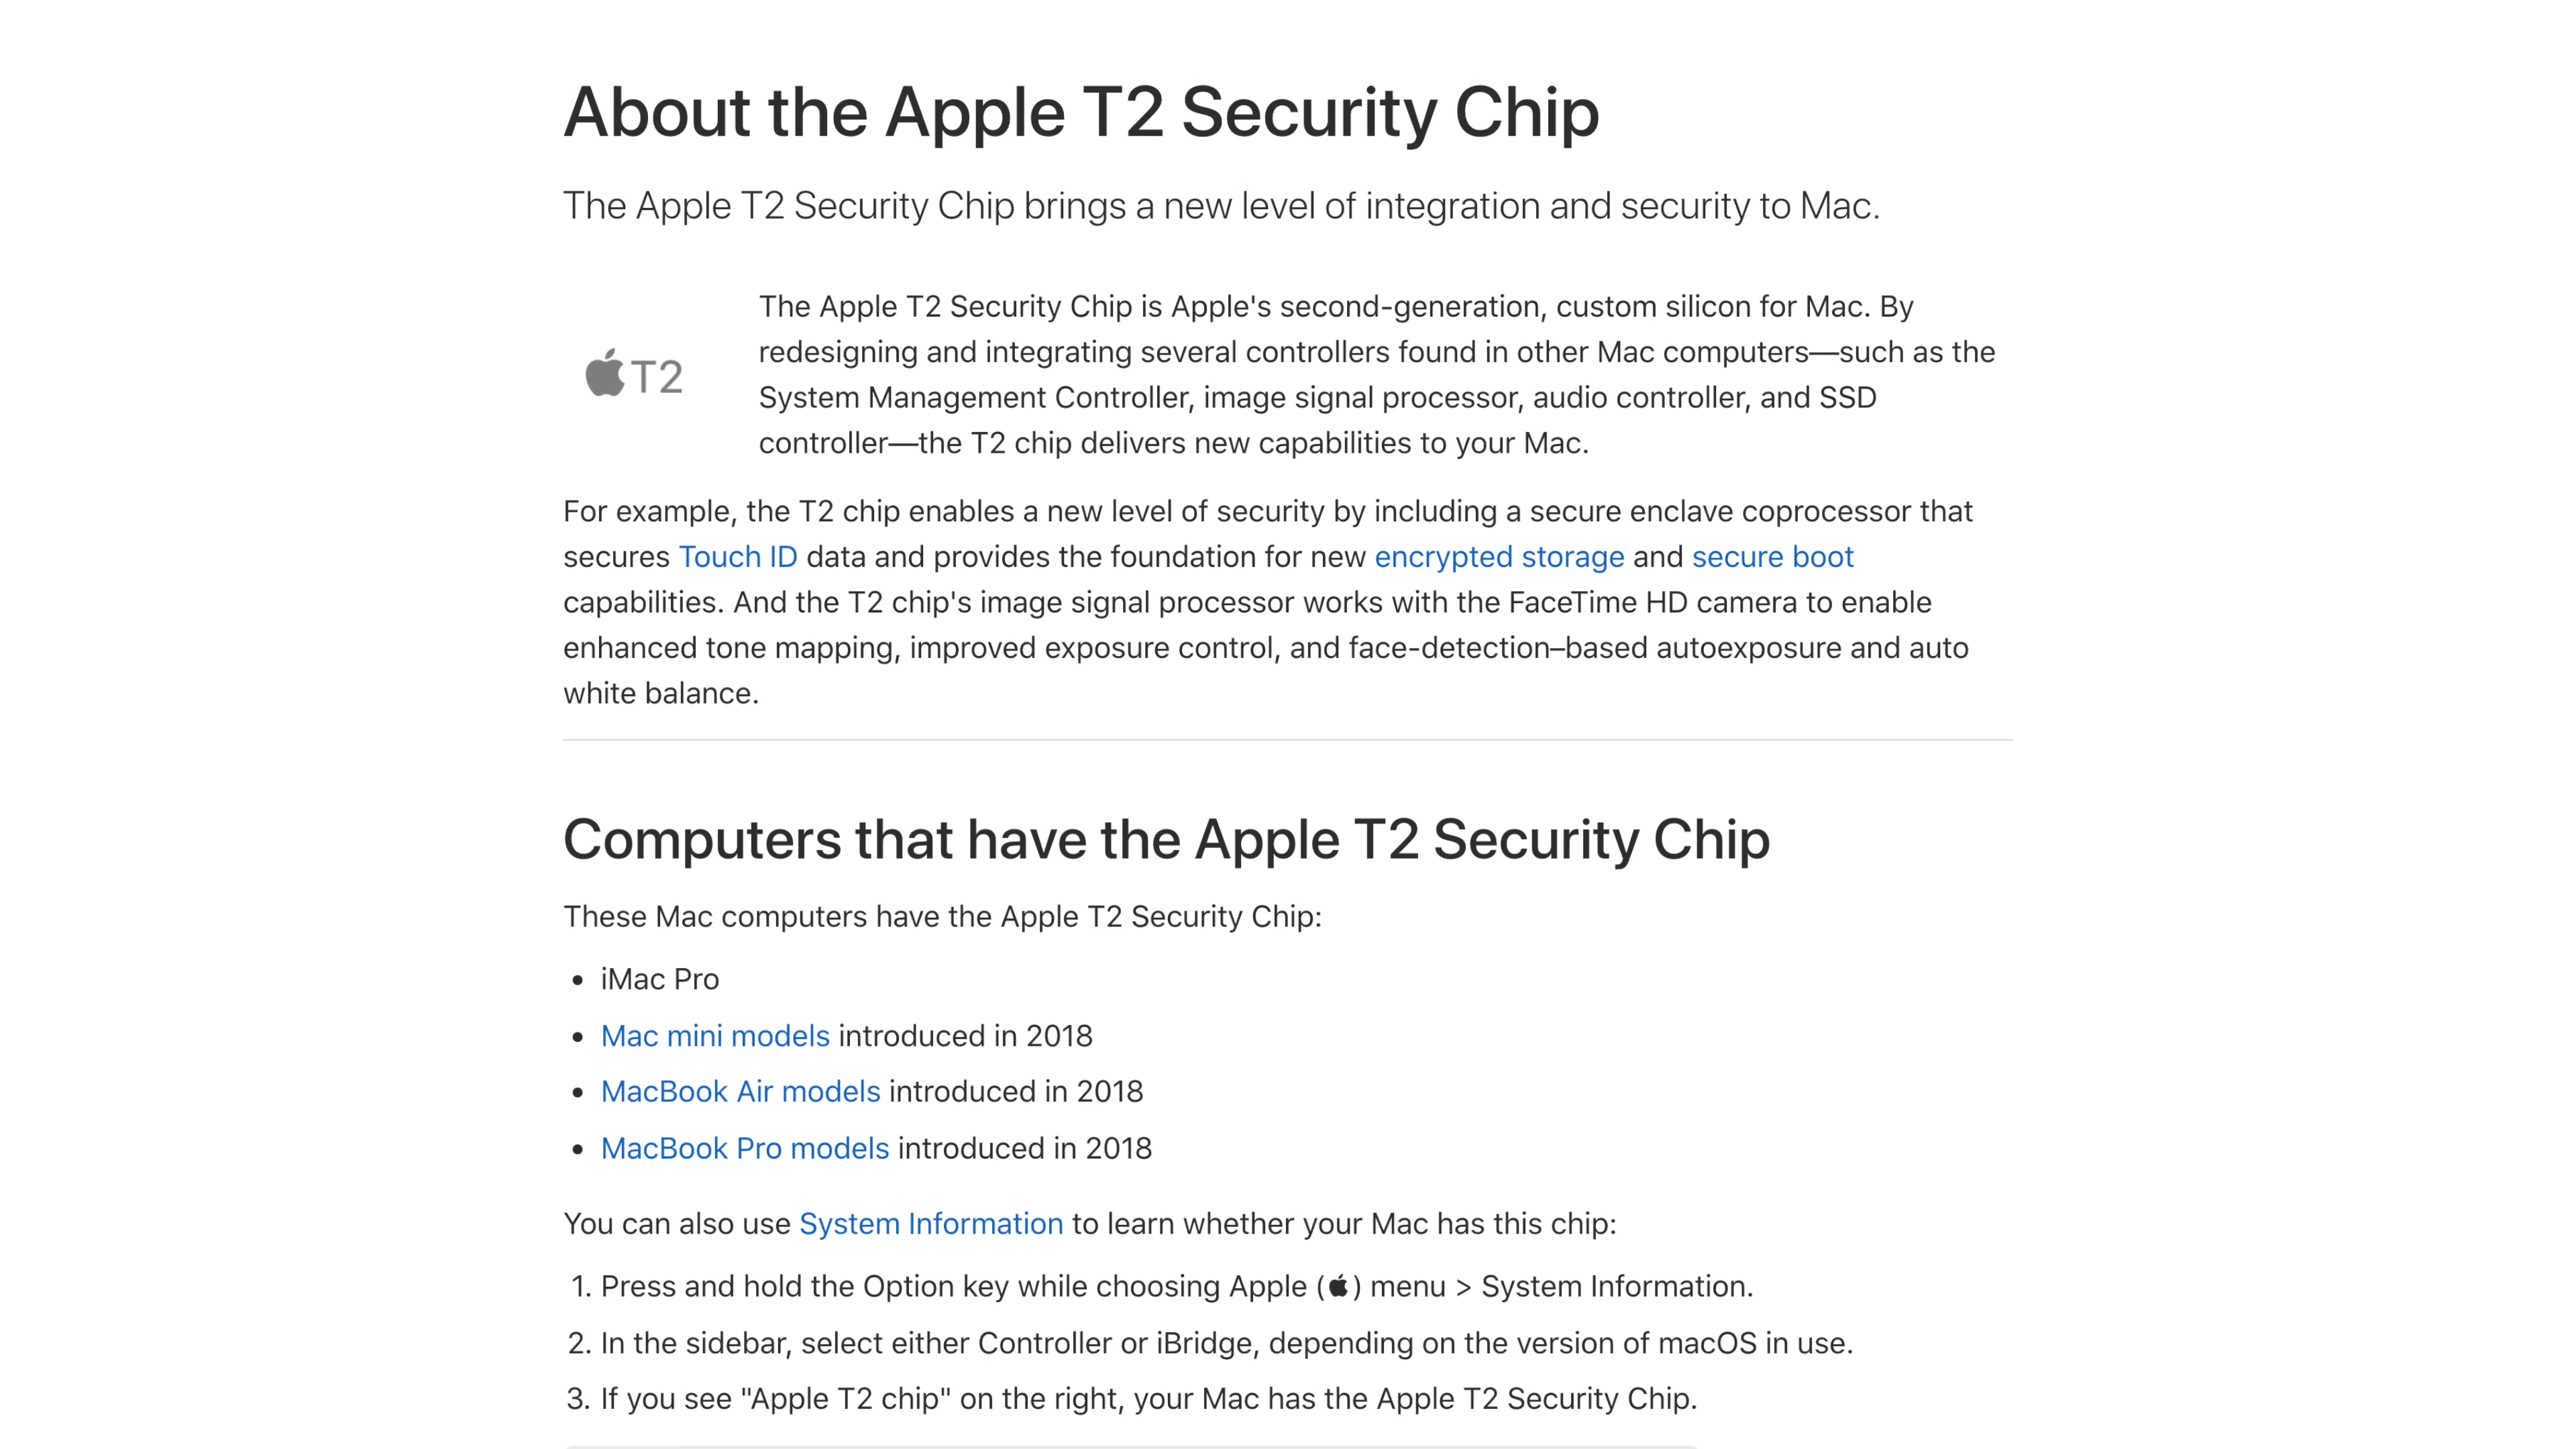 About the Apple T2 Security Chip
The Apple T2 Security Chip brings a new level of integration and security to Mac.
T2
The Apple T2 Security Chip is Apple's second-generation, custom silicon for Mac. By
redesigning and integrating several controllers found in other Mac computers—such as the
System Management Controller, image signal processor, audio controller, and SSD
controller—the T2 chip delivers new capabilities to your Mac.
For example, the T2 chip enables a new level of security by including a secure enclave coprocessor that
secures Touch ID data and provides the foundation for new encrypted storage and secure boot
capabilities. And the T2 chip's image signal processor works with the FaceTime HD camera to enable
enhanced tone mapping, improved exposure control, and face-detection–based autoexposure and auto
white balance.
Computers that have the Apple T2 Security Chip
These Mac computers have the Apple T2 Security Chip:
• iMac Pro
• Mac mini models introduced in 2018
• MacBook Air models introduced in 2018
• MacBook Pro models introduced in 2018
You can also use System Information to learn whether your Mac has this chip:
1. Press and hold the Option key while choosing Apple () menu > System Information.
2. In the sidebar, select either Controller or iBridge, depending on the version of macOS in use.
3. If you see "Apple T2 chip" on the right, your Mac has the Apple T2 Security Chip.